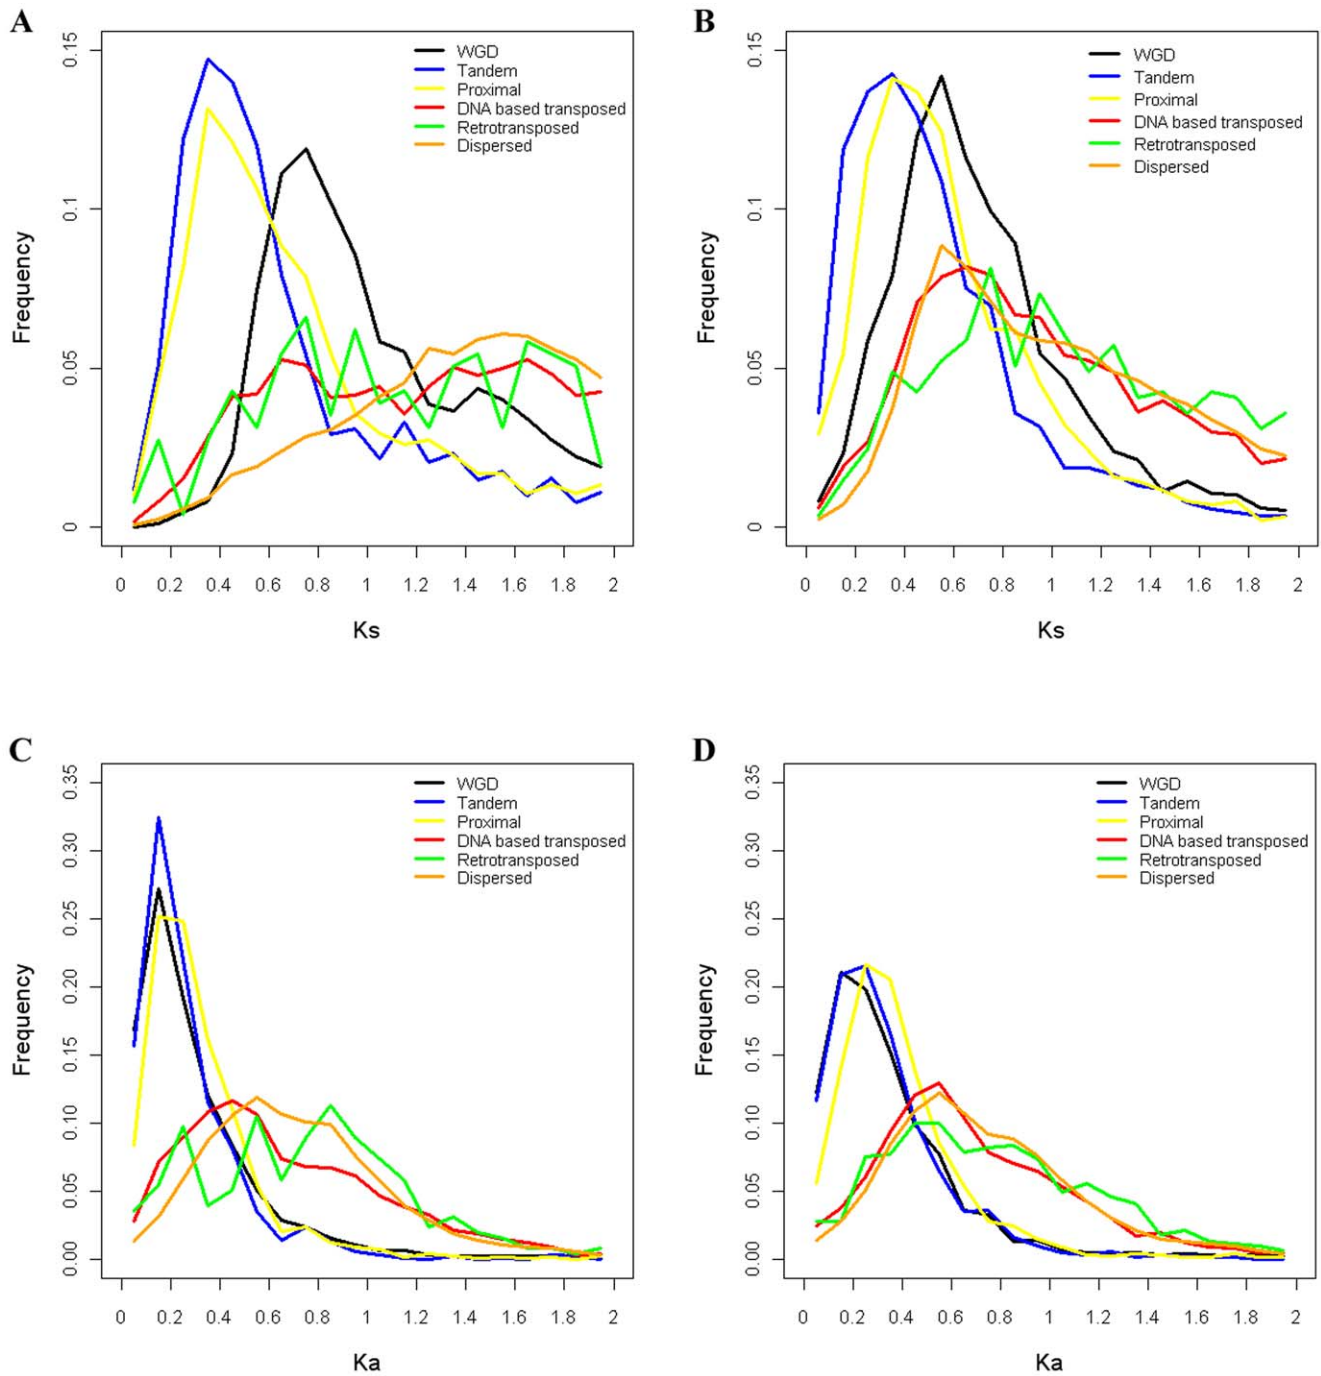 A
Frequency
0.15
0.1
0.05
0
WGD
Tandem
Proximal
DNA based transposed
Retrotransposed
Dispersed
0 0.2 0.4 0.6 0.8 1 1.2 1.4 1.6 1.8 2
Ks
B
Frequency
0.15
0.1
0.05
0
WGD
Tandem
Proximal
DNA based transposed
Retrotransposed
Dispersed
0 0.2 0.4 0.6 0.8 1 1.2 1.4 1.6 1.8 2
Ks
C
Frequency
0.35
0.30
0.25
0.20
0.15
0.10
0.05
0.00
WGD
Tandem
Proximal
DNA based transposed
Retrotransposed
Dispersed
0 0.2 0.4 0.6 0.8 1 1.2 1.4 1.6 1.8 2
Ka
D
Frequency
0.35
0.30
0.25
0.20
0.15
0.10
0.05
0.00
WGD
Tandem
Proximal
DNA based transposed
Retrotransposed
Dispersed
0 0.2 0.4 0.6 0.8 1 1.2 1.4 1.6 1.8 2
Ka